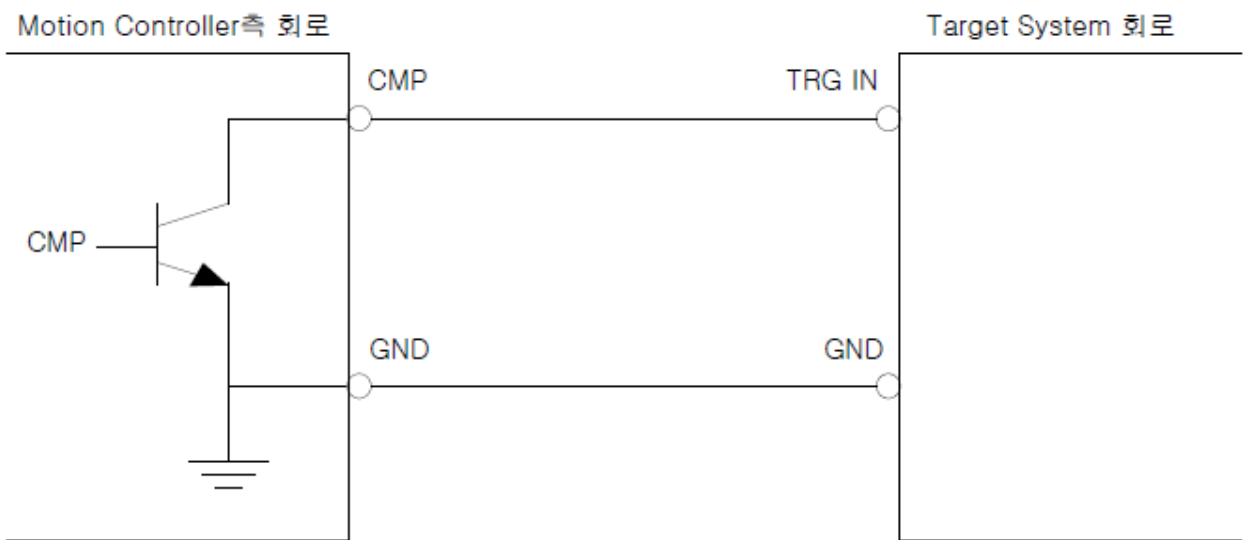 Motion Controller측 회로
Target System 회로
CMP
TRG IN
CMP
GND
GND